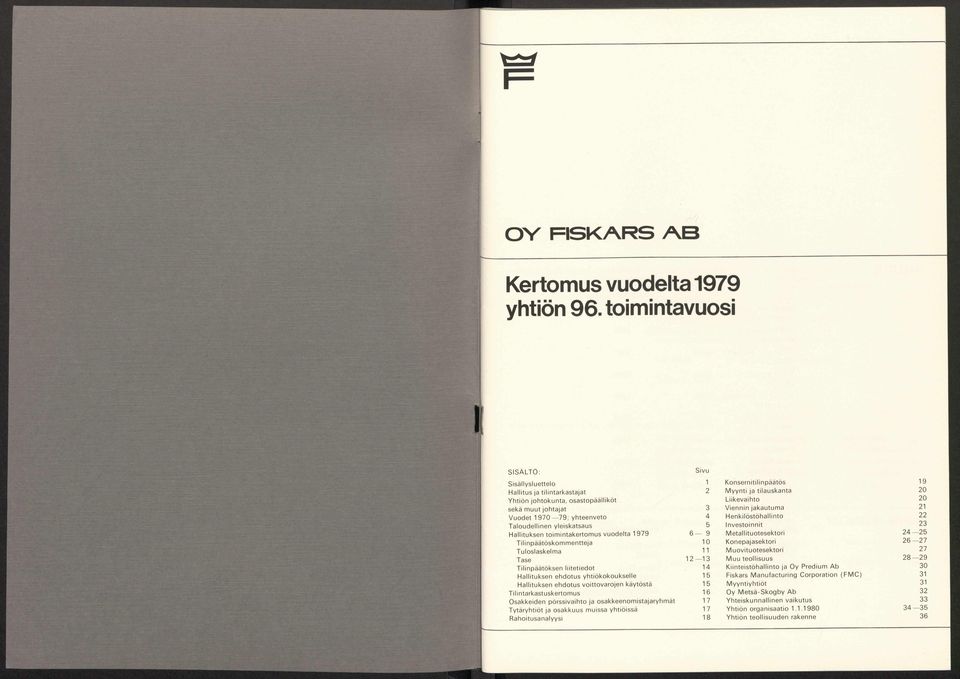 F
OY FISKARS AB
Kertomus vuodelta 1979
yhtiön 96. toimintavuosi
SISÄLTÖ: Sivu
Sisällysluettelo 1
Hallitus ja tilintarkastajat 2
Yhtiön johtokunta, osastopäälliköt
sekä muut johtajat 3
Vuodet 1970—79; yhteenveto 4
Taloudellinen yleiskatsaus 5
Hallituksen toimintakertomus vuodelta 1979 6— 9
Tilinpäätöskommentteja 10
Tuloslaskelma 11
Tase 12—13
Tilinpäätöksen liitetiedot 14
Hallituksen ehdotus yhtiökokoukselle 15
Hallituksen ehdotus voittovarojen käytöstä 15
Tilintarkastuskertomus 16
Osakkeiden pörssivaihto ja osakkeenomistajaryhmät 17
Tytäryhtiöt ja osakkuus muissa yhtiöissä 17
Rahoitusanalyysi 18
Konsernitilinpäätös 19
Myynti ja tilauskanta 20
Liikevaihto 20
Viennin jakautuma 21
Henkilöstöhallinto 22
Investoinnit 23
Metallituotesektori 24—25
Konepajasektori 26—27
Muovituotesektori 27
Muu teollisuus 28—29
Kiinteistöhallinto ja Oy Predium Ab 30
Fiskars Manufacturing Corporation (FMC) 31
Myyntiyhtiöt 31
Oy Metsä-Skogby Ab 32
Yhteiskunnallinen vaikutus 33
Yhtiön organisaatio 1.1.1980 34—35
Yhtiön teollisuuden rakenne 36